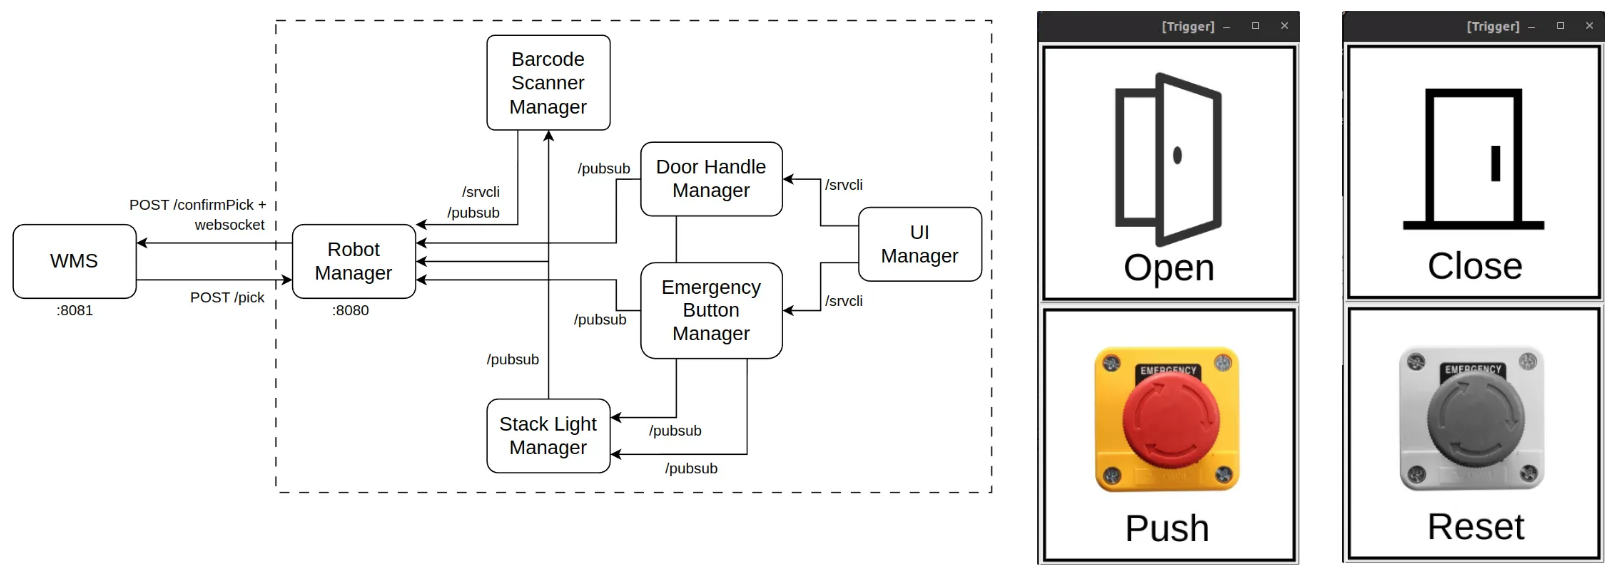 Barcode
Scanner
Manager
/srvcli
/pubsub
/pubsub
Door Handle
Manager
/srvcli
POST /confirmPick +
websocket
WMS
:8081
POST /pick
Robot
Manager
:8080
UI
Manager
Emergency
Button
Manager
/srvcli
/pubsub
/pubsub
Stack Light
Manager
/pubsub
/pubsub
[Trigger]
Open
EMERGENCY
Push
[Trigger]
Close
EMERGENCY
Reset